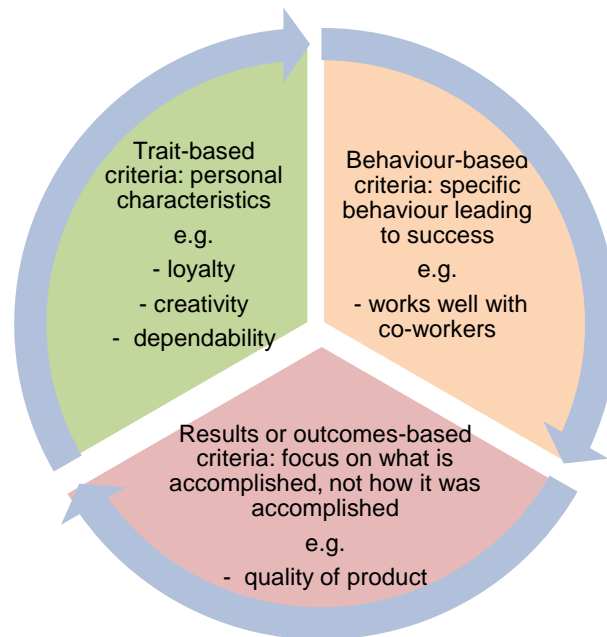 Trait-based
criteria: personal
characteristics
e.g.
- loyalty
- creativity
- dependability
Behaviour-based
criteria: specific
behaviour leading
to success
e.g.
- works well with
co-workers
Results or outcomes-based
criteria: focus on what is
accomplished, not how it was
accomplished
e.g.
- quality of product